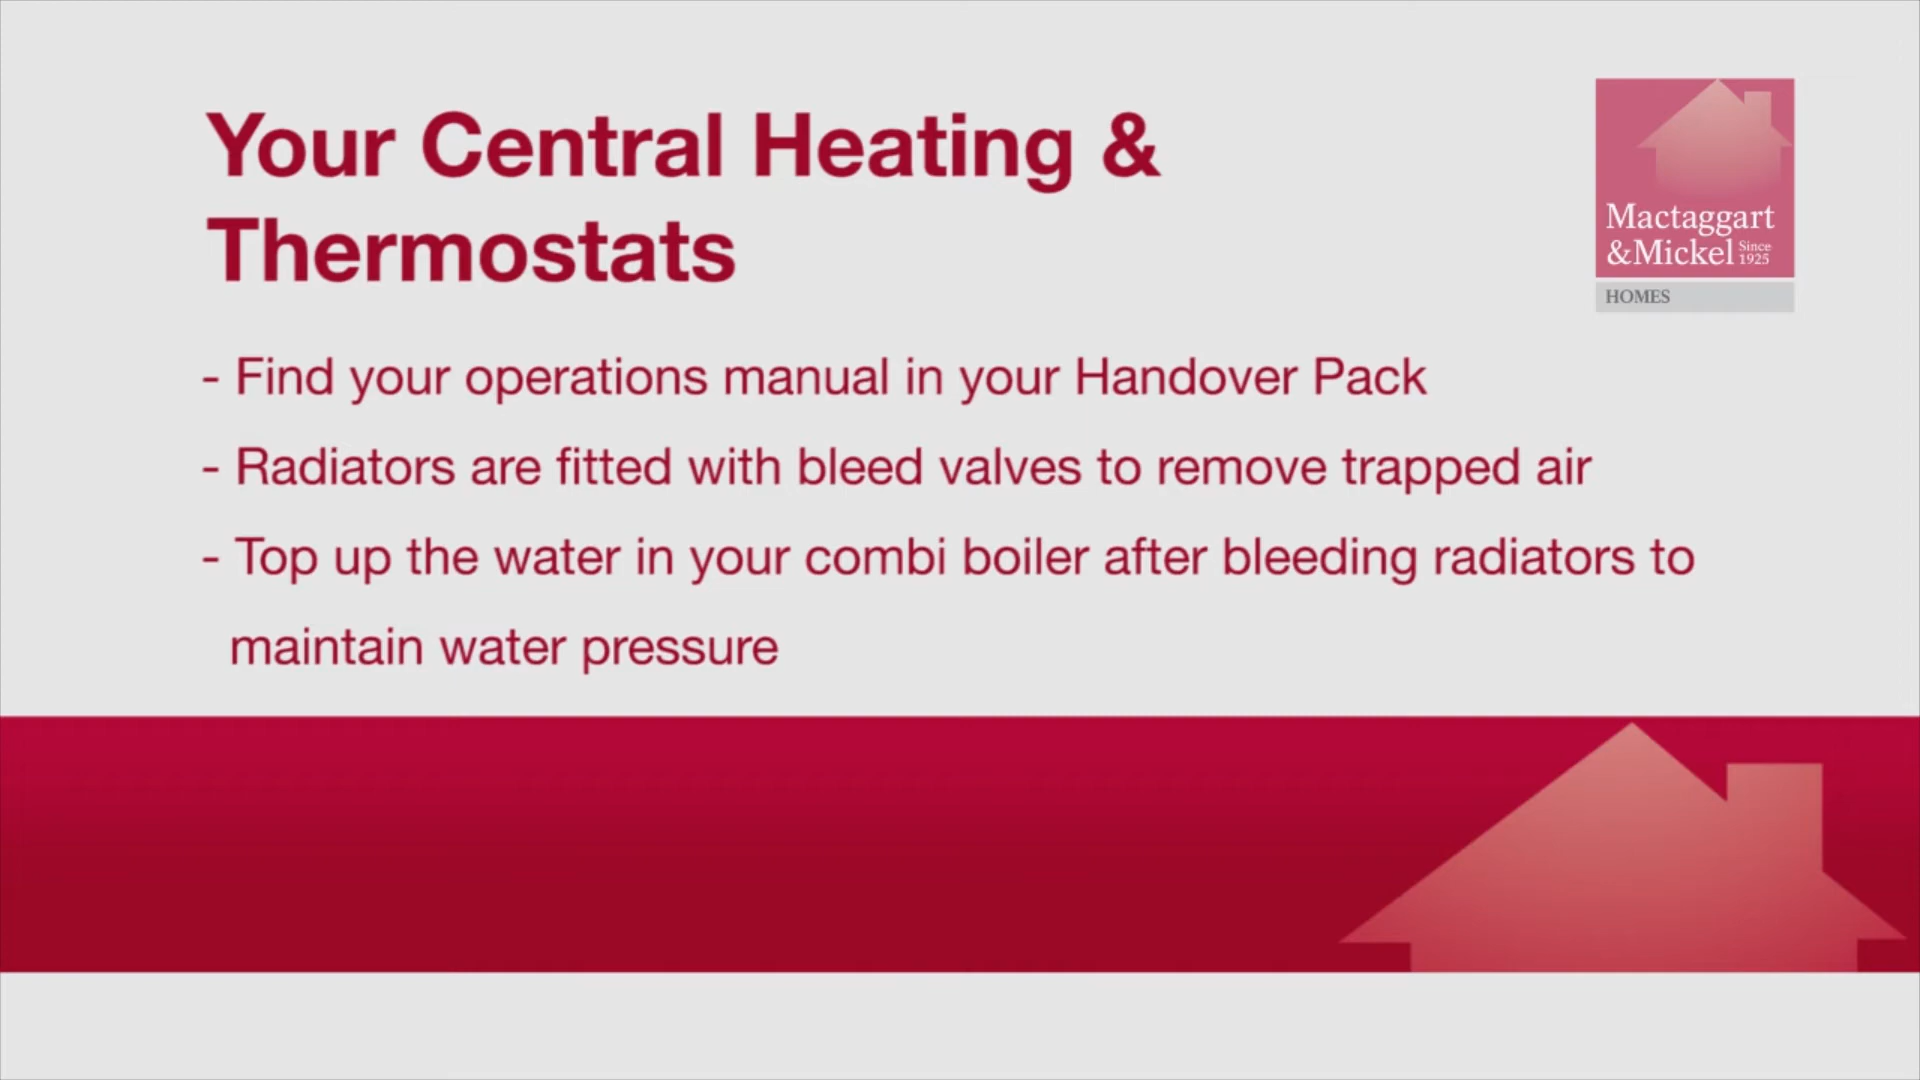 Your Central Heating &
Thermostats
Mactaggart
&Mickel Since 1925
HOMES
- Find your operations manual in your Handover Pack
- Radiators are fitted with bleed valves to remove trapped air
- Top up the water in your combi boiler after bleeding radiators to
maintain water pressure